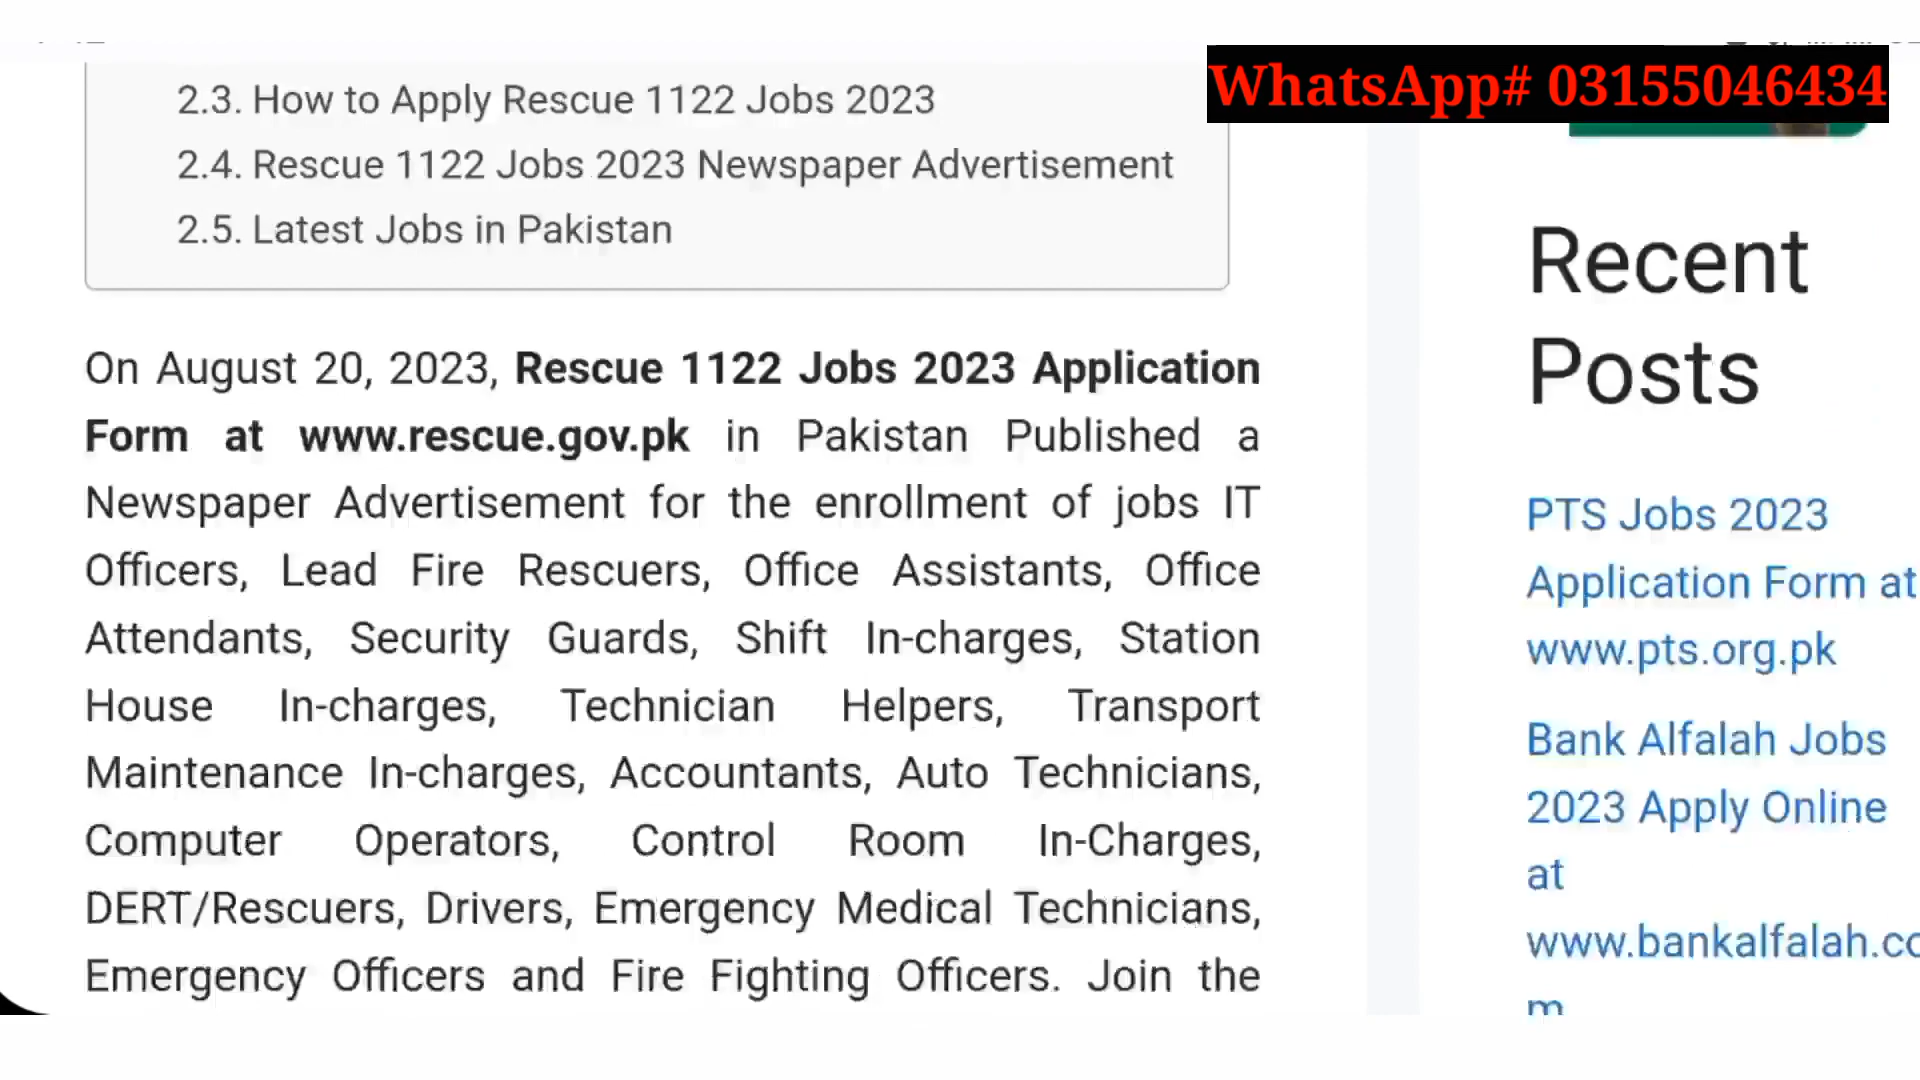 WhatsApp# 03155046434
2.3. How to Apply Rescue 1122 Jobs 2023
2.4. Rescue 1122 Jobs 2023 Newspaper Advertisement
2.5. Latest Jobs in Pakistan
On August 20, 2023, Rescue 1122 Jobs 2023 Application
Form at www.rescue.gov.pk in Pakistan Published a
Newspaper Advertisement for the enrollment of jobs IT
Officers, Lead Fire Rescuers, Office Assistants, Office
Attendants, Security Guards, Shift In-charges, Station
House In-charges, Technician Helpers, Transport
Maintenance In-charges, Accountants, Auto Technicians,
Computer Operators, Control Room In-Charges,
DERT/Rescuers, Drivers, Emergency Medical Technicians,
Emergency Officers and Fire Fighting Officers. Join the
Recent
Posts
PTS Jobs 2023
Application Form at
www.pts.org.pk
Bank Alfalah Jobs
2023 Apply Online
at
www.bankalfalah.co
m